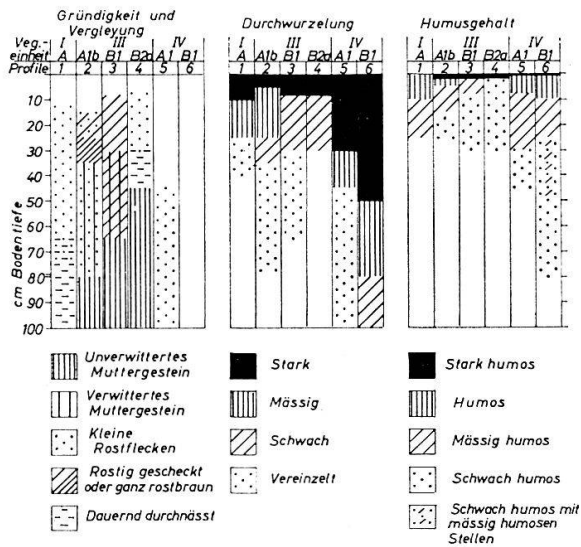 Gründigkeit und
Vergleyung
Durchwurzelung
Humusgehalt
Veg.- I III IV I III IV I III IV
einheit A A1b B1 B2a A1 B1 A A1b B1 B2a A1 B1 A A1b B1 B2a A1 B1
Profile 1 2 3 4 5 6 1 2 3 4 5 6 1 2 3 4 5 6
cm Bodentiefe
10
20
30
40
50
60
70
80
90
100
Unverwittertes
Muttergestein
Verwittertes
Muttergestein
Kleine
Rostflecken
Rostig gescheckt
oder ganz rostbraun
Dauernd durchnässt
Stark
Mässig
Schwach
Vereinzelt
Stark humos
Humos
Mässig humos
Schwach humos
Schwach humos mit
mässig humosen
Stellen